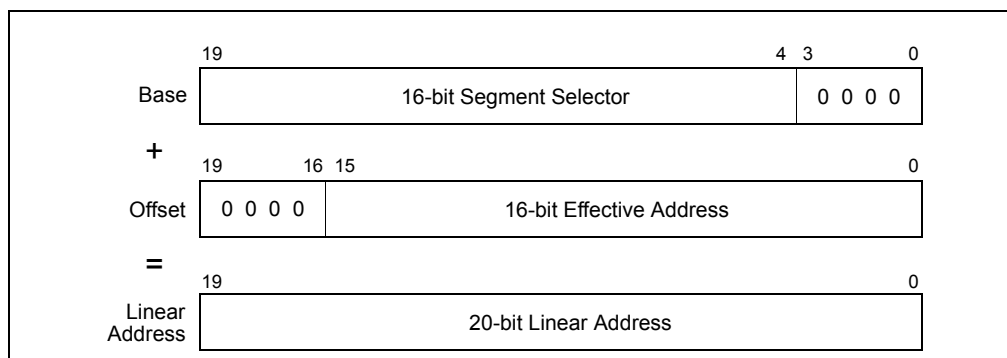 19 4 3 0
Base 16-bit Segment Selector 0 0 0 0
+
19 16 15 0
Offset 0 0 0 0 16-bit Effective Address
=
19 0
Linear
Address 20-bit Linear Address